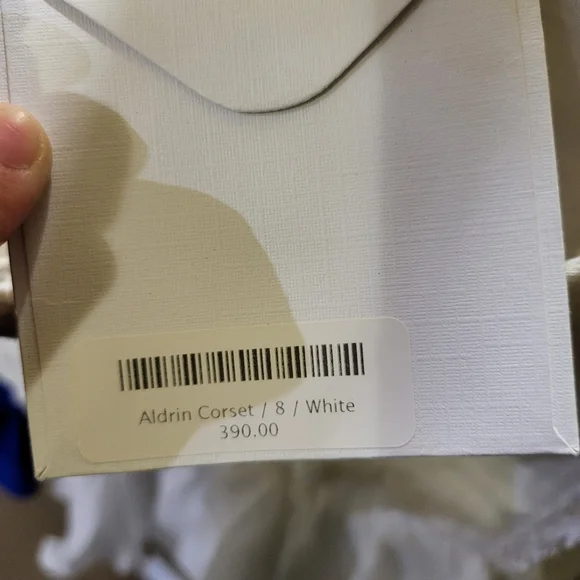 Aldrin Corset / 8 / White
390.00